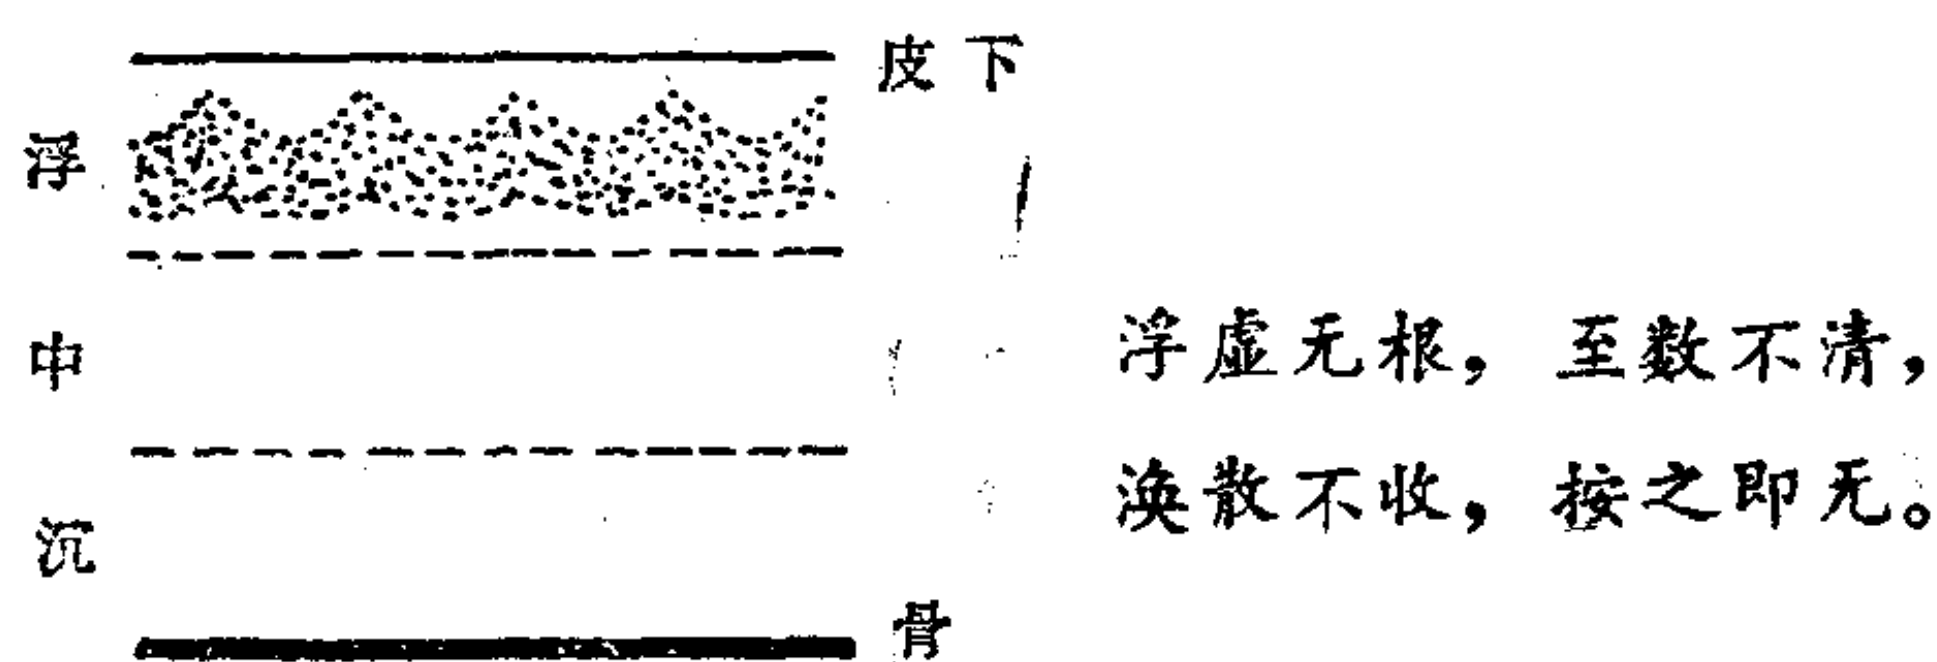 皮下
浮
中
浮虚无根，至数不清，
涣散不收，按之即无。
沉
骨